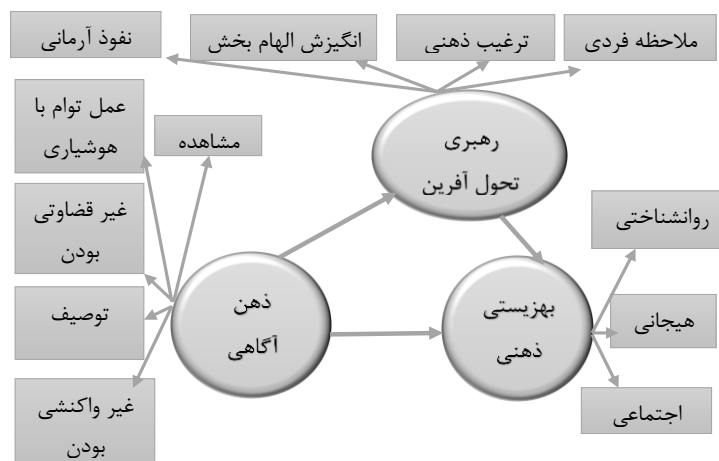 ملاحظه فردی
ترغیب ذهنی
انگیزش الهام بخش
نفوذ آرمانی
عمل توام با
هوشیاری
مشاهده
رهبری
تحول آفرین
غیر قضاوتی
بودن
روانشناختی
توصیف
ذهن
آگاهی
بهزیستی
ذهنی
هیجانی
غیر واکنشی
بودن
اجتماعی